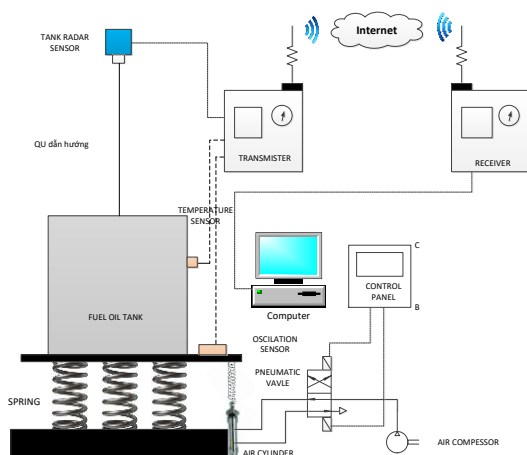 Internet
TANK RADAR
SENSOR
QU dẫn hướng
TRANSMISTER
RECEIVER
TEMPERATURE
SENSOR
C
CONTROL
PANEL
B
FUEL OIL TANK
Computer
OSCILATION
SENSOR
PNEUMATIC
VAVLE
SPRING
AIR CYLINDER
AIR COMPESSOR